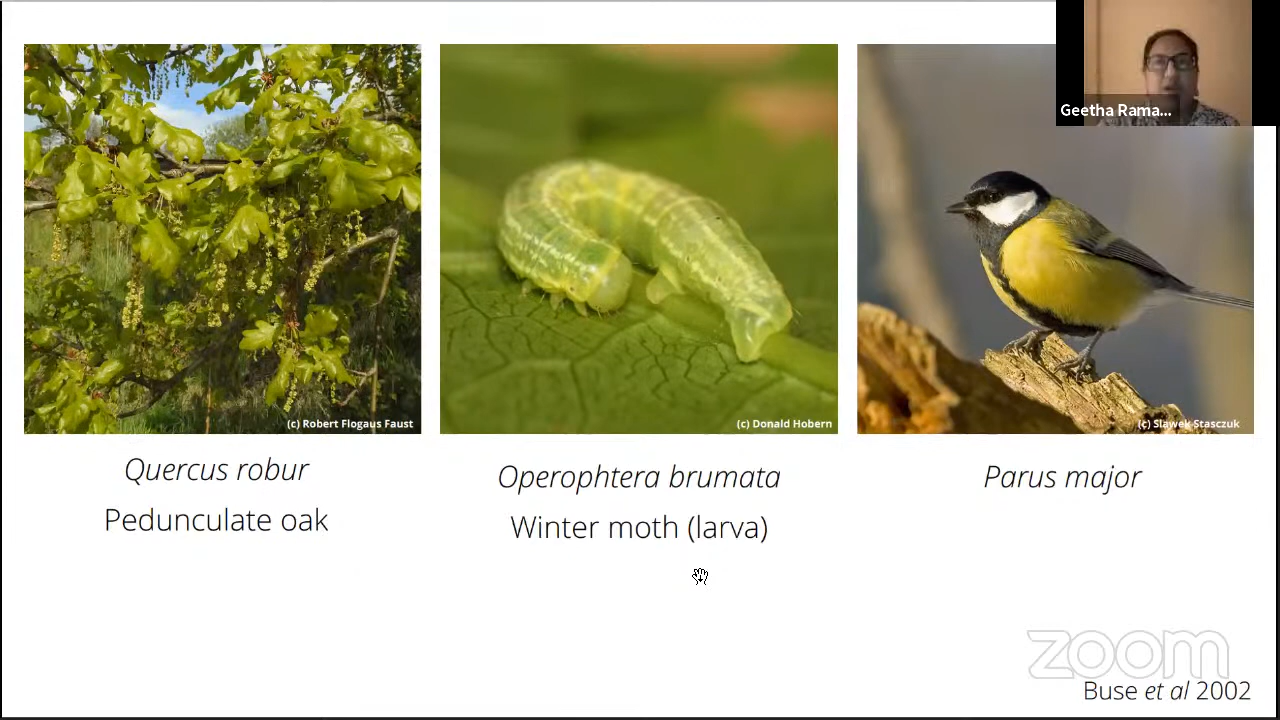 Geetha Rama...
(c) Robert Flogaus Faust
(c) Donald Hobern
(c) Slawek Stasczuk
Quercus robur
Pedunculate oak
Operophtera brumata
Winter moth (larva)
Parus major
zoom
Buse et al 2002